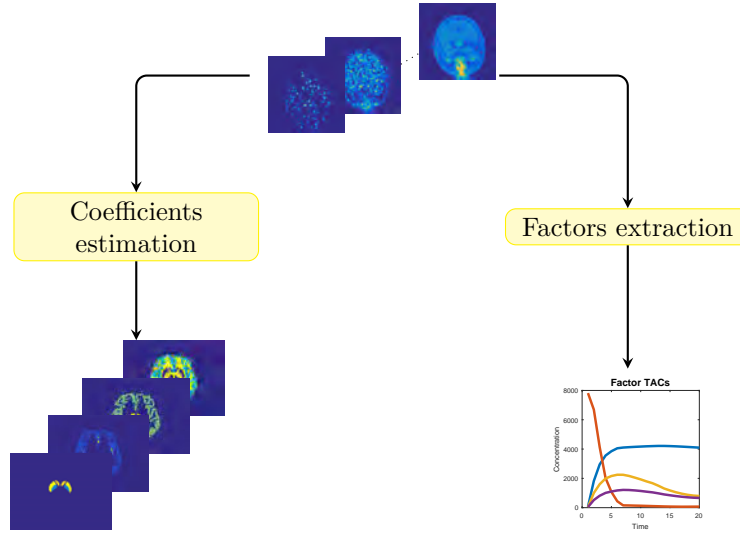 Coefficients
estimation
Factors extraction
Factor TACs
8000
6000
4000
2000
0
Concentration
0 5 10 15 20
Time